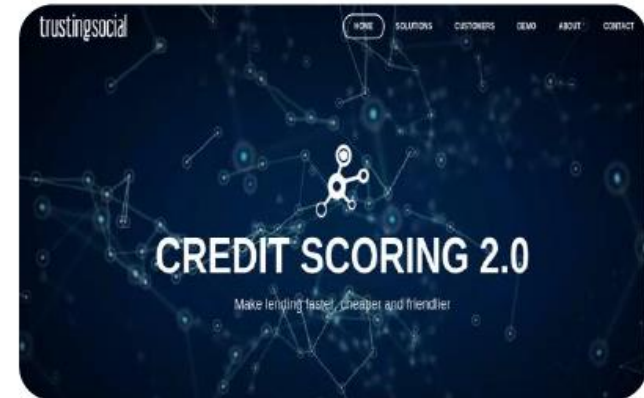 trustingsocial
HOME SOLUTIONS CUSTOMERS DEMO ABOUT CONTACT
CREDIT SCORING 2.0
Make lending faster, cheaper and friendlier